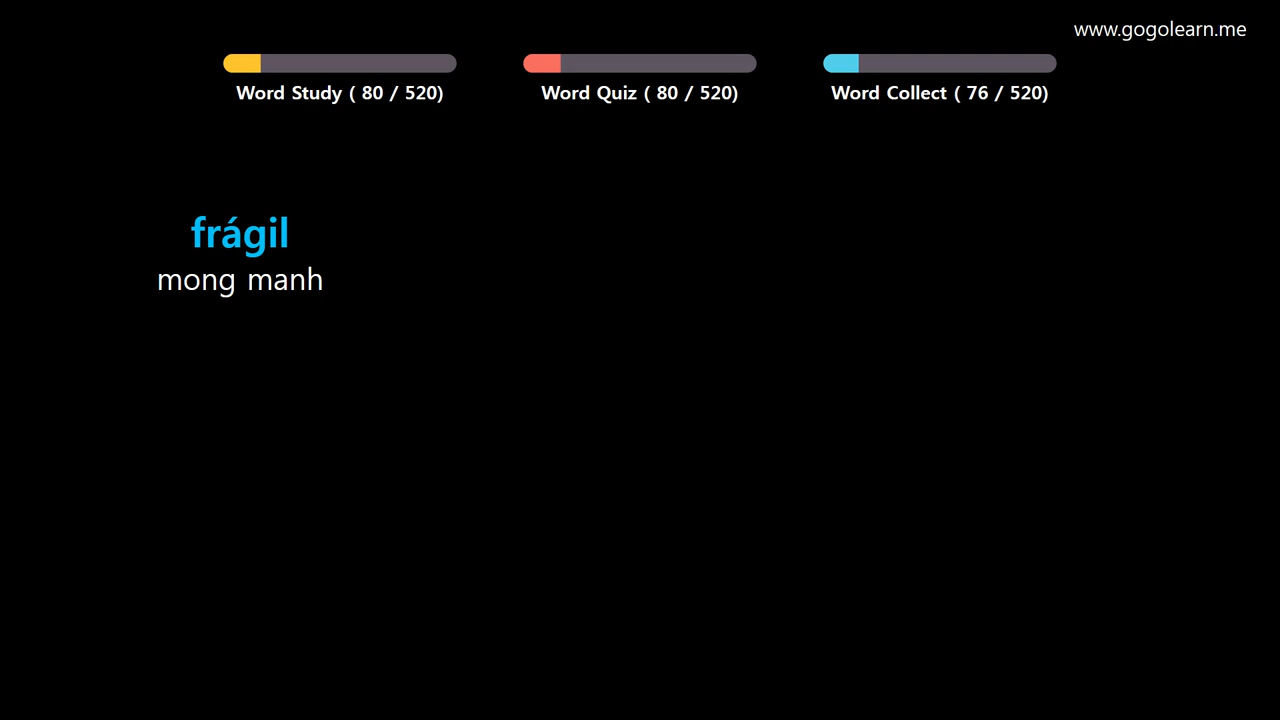 www.gogolearn.me
Word Study ( 80 / 520)
Word Quiz ( 80 / 520)
Word Collect ( 76 / 520)
frágil
mong manh